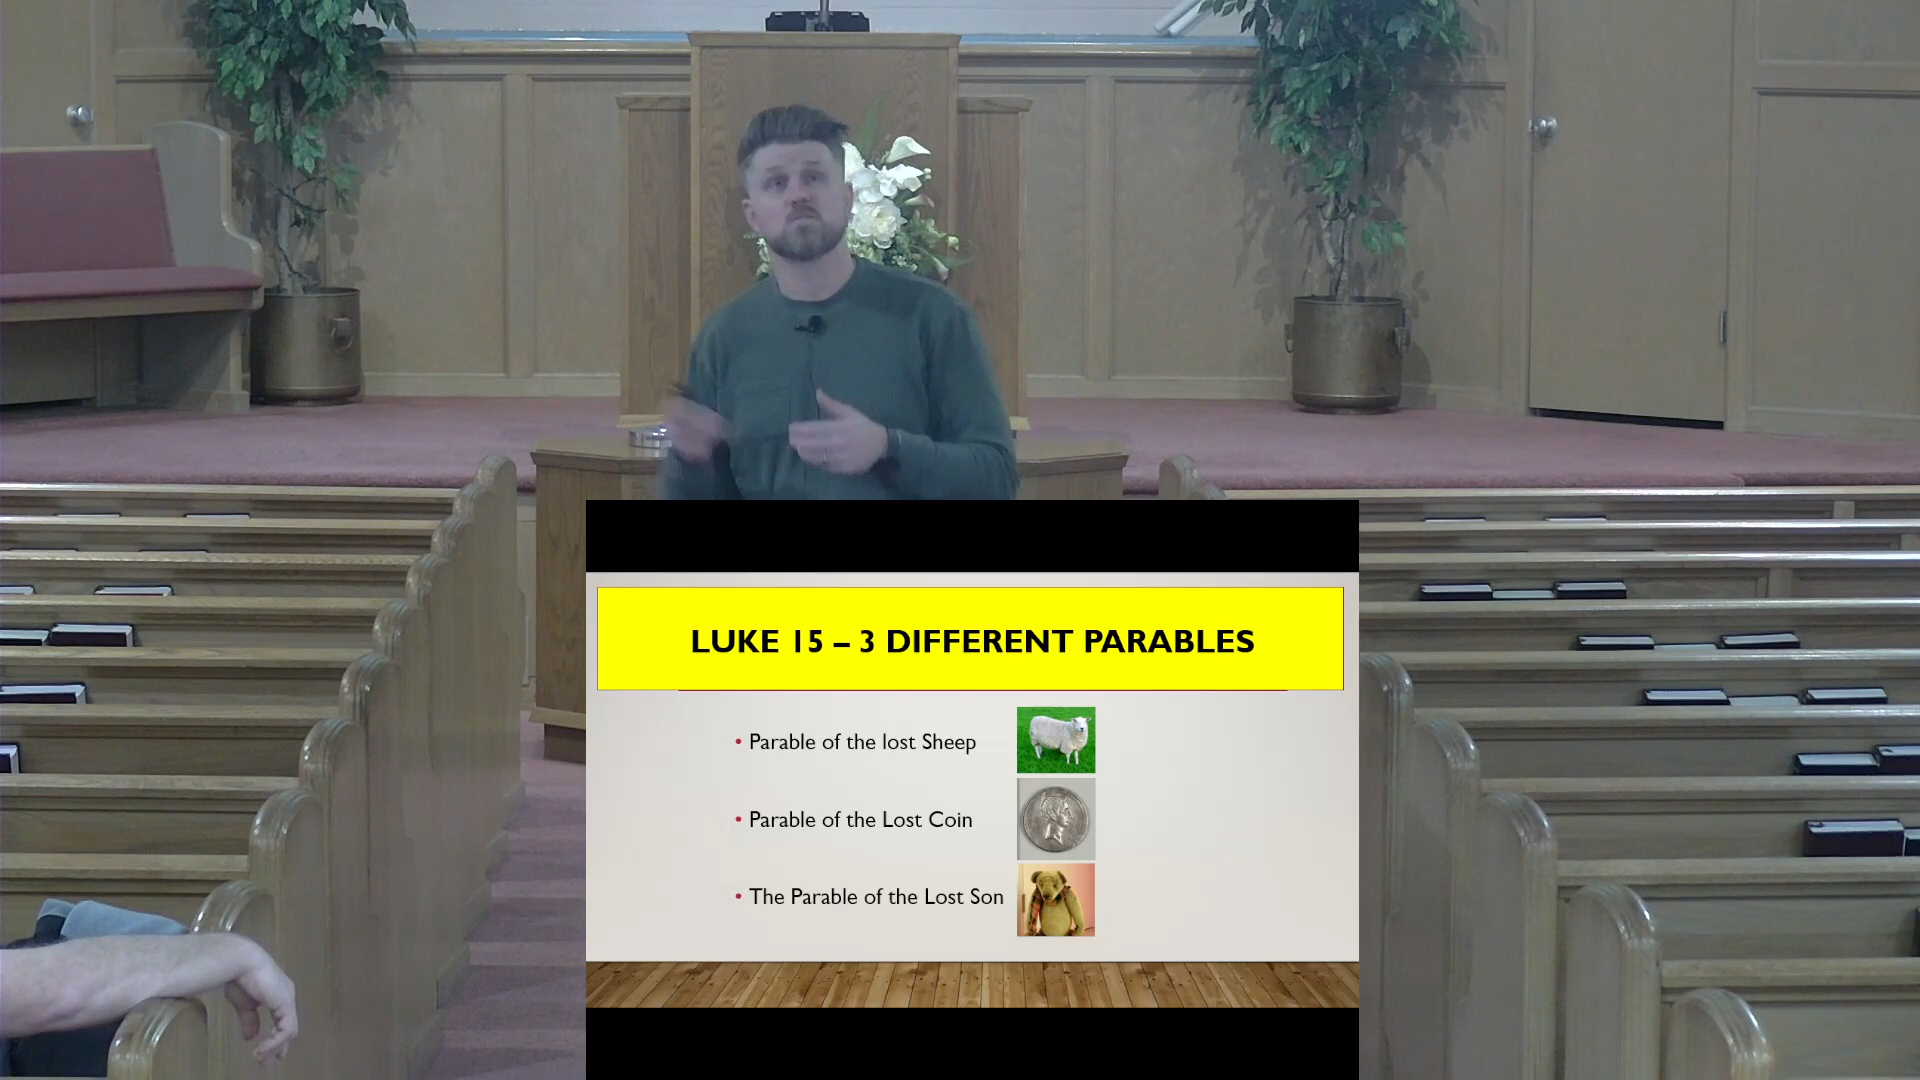 LUKE 15 – 3 DIFFERENT PARABLES
• Parable of the lost Sheep
• Parable of the Lost Coin
• The Parable of the Lost Son